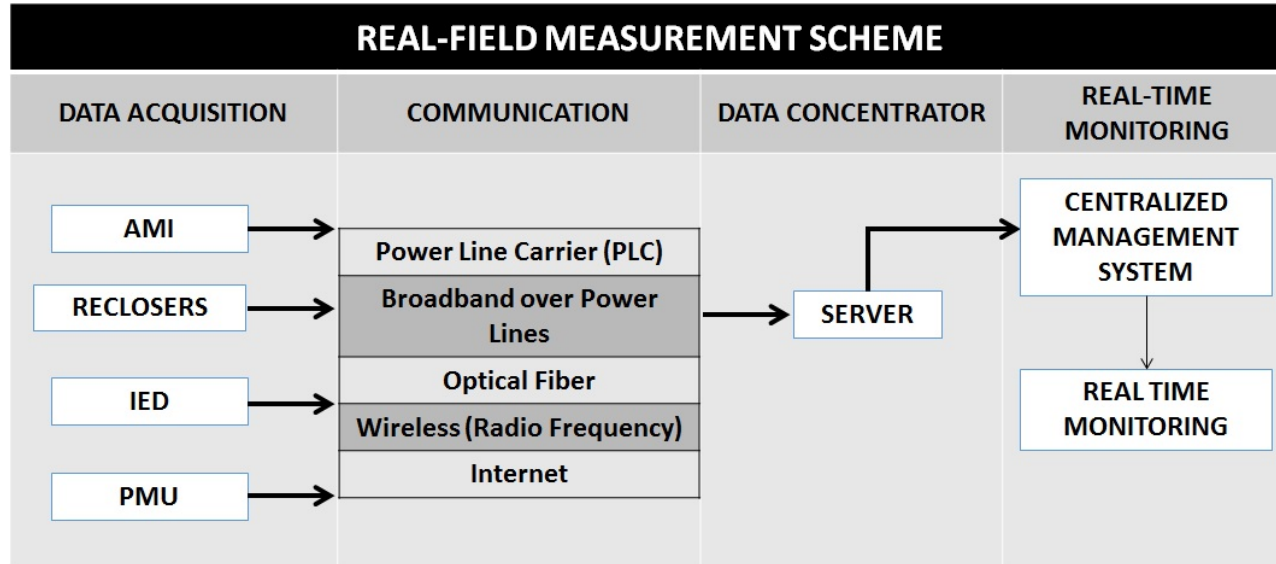 REAL-FIELD MEASUREMENT SCHEME
DATA ACQUISITION
COMMUNICATION
DATA CONCENTRATOR
REAL-TIME
MONITORING
AMI
RECLOSERS
IED
PMU
Power Line Carrier (PLC)
Broadband over Power
Lines
Optical Fiber
Wireless (Radio Frequency)
Internet
SERVER
CENTRALIZED
MANAGEMENT
SYSTEM
REAL TIME
MONITORING